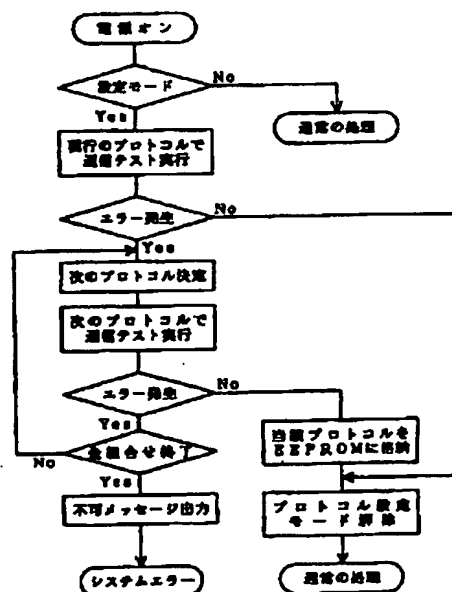 電源オン
設定モード
No
Yes
通常の処理
現行のプロトコルで
通信テスト実行
エラー発生
No
Yes
次のプロトコル決定
次のプロトコルで
通信テスト実行
エラー発生
No
Yes
当該プロトコルを
EEPROMに格納
全組合せ終了
No
Yes
不可メッセージ出力
プロトコル設定
モード解除
システムエラー
通常の処理